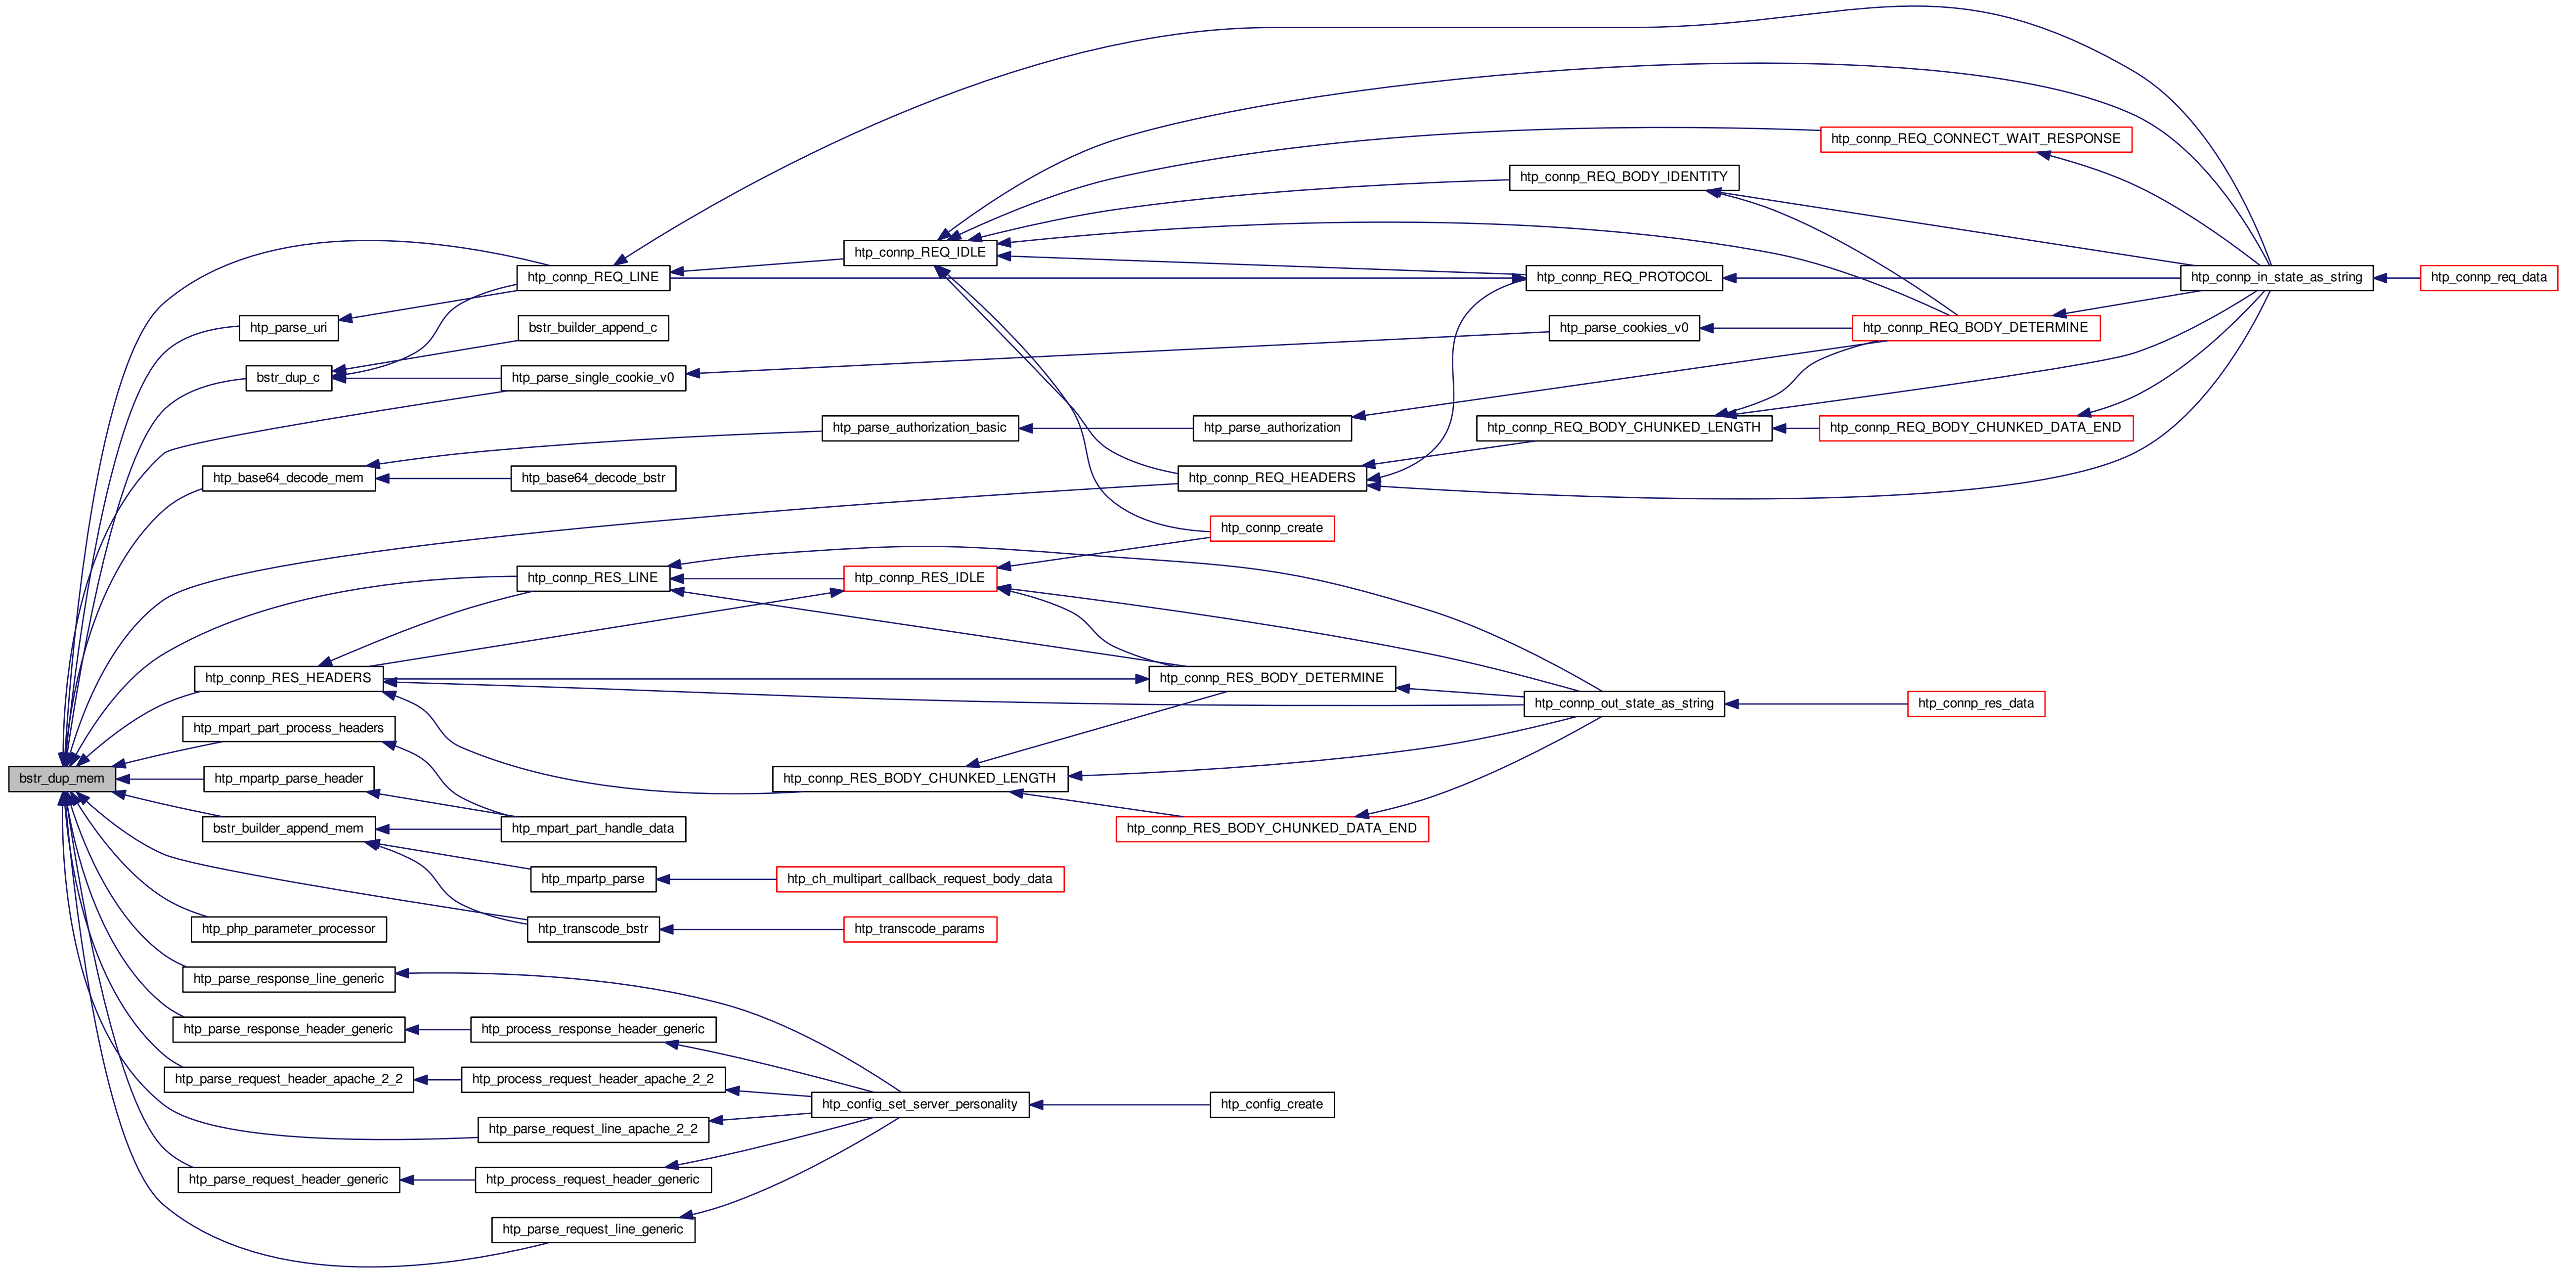 htp_connp_REQ_CONNECT_WAIT_RESPONSE
htp_connp_REQ_BODY_IDENTITY
htp_connp_REQ_IDLE
htp_connp_REQ_LINE
htp_connp_REQ_PROTOCOL
htp_connp_in_state_as_string
htp_connp_req_data
htp_parse_uri
bstr_builder_append_c
htp_parse_cookies_v0
htp_connp_REQ_BODY_DETERMINE
bstr_dup_c
htp_parse_single_cookie_v0
htp_parse_authorization_basic
htp_parse_authorization
htp_connp_REQ_BODY_CHUNKED_LENGTH
htp_connp_REQ_BODY_CHUNKED_DATA_END
htp_base64_decode_mem
htp_base64_decode_bstr
htp_connp_REQ_HEADERS
htp_connp_create
htp_connp_RES_LINE
htp_connp_RES_IDLE
htp_connp_RES_HEADERS
htp_connp_RES_BODY_DETERMINE
htp_connp_out_state_as_string
htp_connp_res_data
htp_mpart_part_process_headers
bstr_dup_mem
htp_mpartp_parse_header
htp_connp_RES_BODY_CHUNKED_LENGTH
bstr_builder_append_mem
htp_mpart_part_handle_data
htp_connp_RES_BODY_CHUNKED_DATA_END
htp_mpartp_parse
htp_ch_multipart_callback_request_body_data
htp_php_parameter_processor
htp_transcode_bstr
htp_transcode_params
htp_parse_response_line_generic
htp_parse_response_header_generic
htp_process_response_header_generic
htp_parse_request_header_apache_2_2
htp_process_request_header_apache_2_2
htp_config_set_server_personality
htp_config_create
htp_parse_request_line_apache_2_2
htp_parse_request_header_generic
htp_process_request_header_generic
htp_parse_request_line_generic